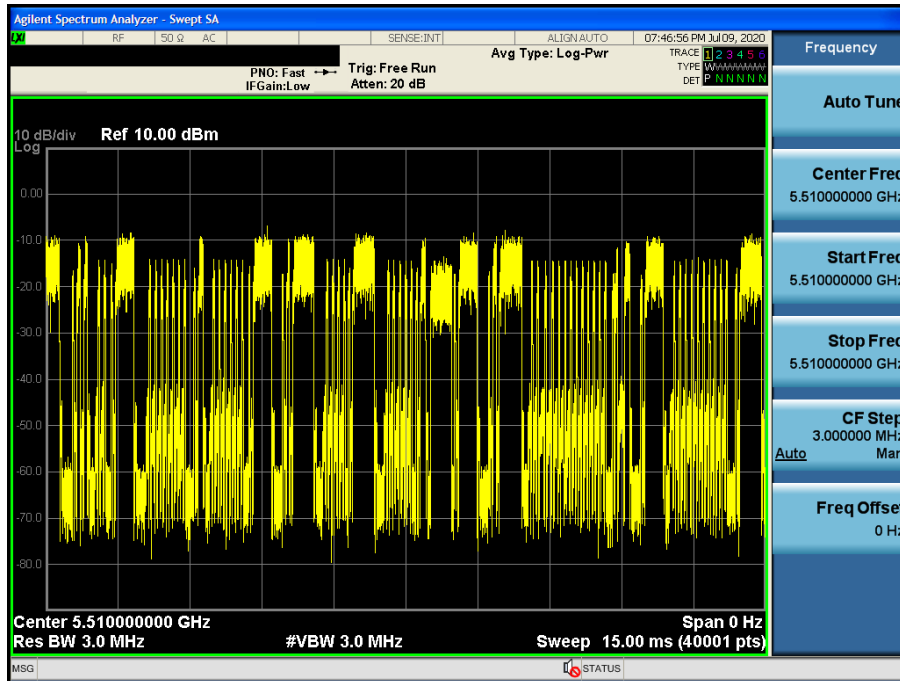 Agilent Spectrum Analyzer - Swept SA
LXI RF 50 Ω AC SENSE:INT ALIGN AUTO 07:46:56 PM Jul 09, 2020
Avg Type: Log-Pwr
TRACE 1 2 3 4 5 6
TYPE WWWWWW
DET P N N N N N
PNO: Fast
IFGain:Low
Trig: Free Run
Atten: 20 dB
10 dB/div Ref 10.00 dBm
Log
0.00
-10.0
-20.0
-30.0
-40.0
-50.0
-60.0
-70.0
-80.0
Center 5.510000000 GHz Span 0 Hz
Res BW 3.0 MHz #VBW 3.0 MHz Sweep 15.00 ms (40001 pts)
MSG STATUS
Frequency
Auto Tune
Center Freq
5.510000000 GHz
Start Freq
5.510000000 GHz
Stop Freq
5.510000000 GHz
CF Step
3.000000 MHz
Auto Man
Freq Offset
0 Hz